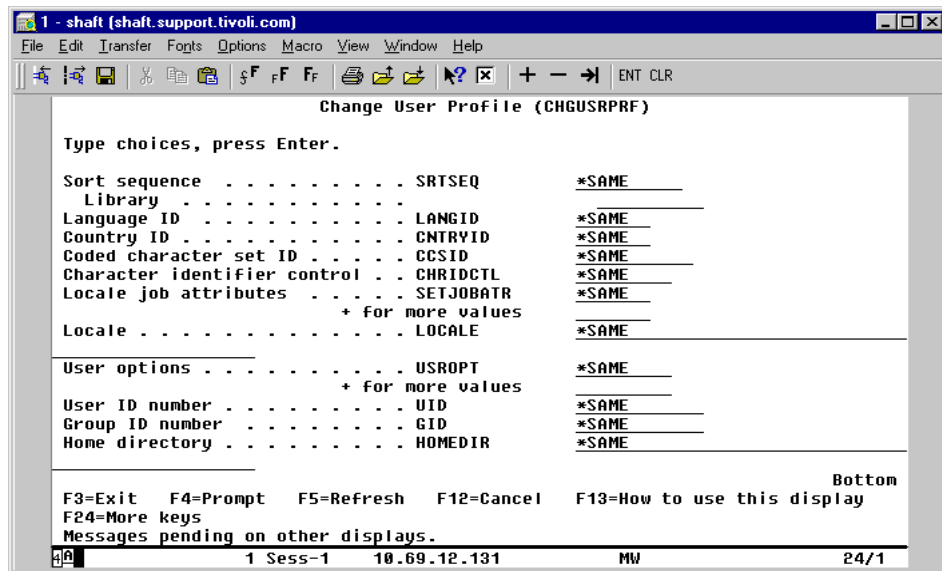 1 - shaft (shaft.support.tivoli.com)
File Edit Transfer Fonts Options Macro View Window Help
ENT CLR
Change User Profile (CHGUSRPRF)
Type choices, press Enter.
Sort sequence . . . . . . . . . SRTSEQ *SAME
Library . . . . . . . . . . .
Language ID . . . . . . . . . . LANGID *SAME
Country ID . . . . . . . . . . . CNTRYID *SAME
Coded character set ID . . . . . CCSID *SAME
Character identifier control . . CHRIDCTL *SAME
Locale job attributes . . . . . SETJOBATR *SAME
+ for more values
Locale . . . . . . . . . . . . . LOCALE *SAME
User options . . . . . . . . . . USROPT *SAME
+ for more values
User ID number . . . . . . . . . UID *SAME
Group ID number . . . . . . . . GID *SAME
Home directory . . . . . . . . . HOMEDIR *SAME
Bottom
F3=Exit F4=Prompt F5=Refresh F12=Cancel F13=How to use this display
F24=More keys
Messages pending on other displays.
4A 1 Sess-1 10.69.12.131 MW 24/1